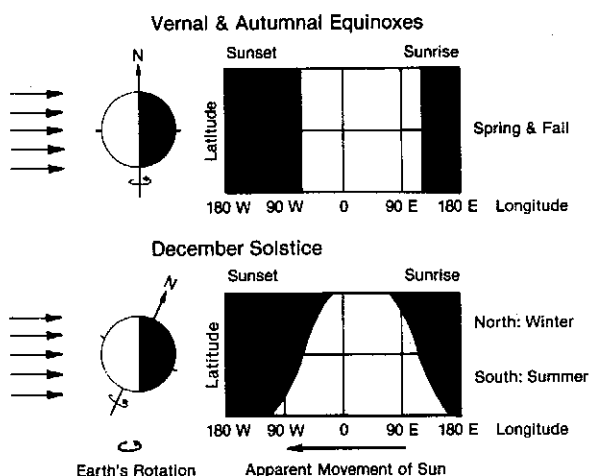 Vernal & Autumnal Equinoxes
N
Sunset
Sunrise
Latitude
Spring & Fall
180 W 90 W 0 90 E 180 E Longitude
December Solstice
N
Sunset
Sunrise
Latitude
North: Winter
South: Summer
180 W 90 W 0 90 E 180 E Longitude
Earth's Rotation
Apparent Movement of Sun